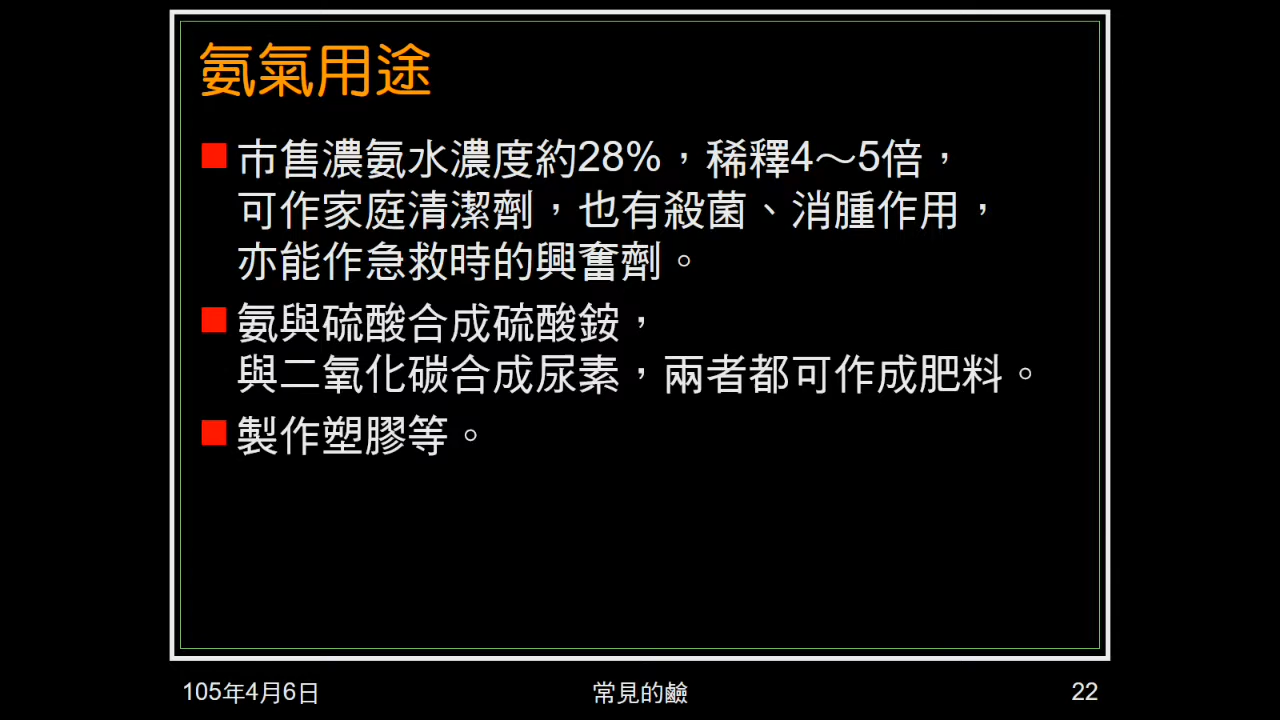 氨氣用途
市售濃氨水濃度約28%，稀釋4～5倍，
可作家庭清潔劑，也有殺菌、消腫作用，
亦能作急救時的興奮劑。
氨與硫酸合成硫酸銨，
與二氧化碳合成尿素，兩者都可作成肥料。
製作塑膠等。
105年4月6日
常見的鹼
22